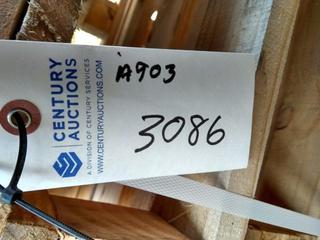 CENTURY
AUCTIONS
A DIVISION OF CENTURY SERVICES
WWW.CENTURYAUCTIONS.COM
A903
3086